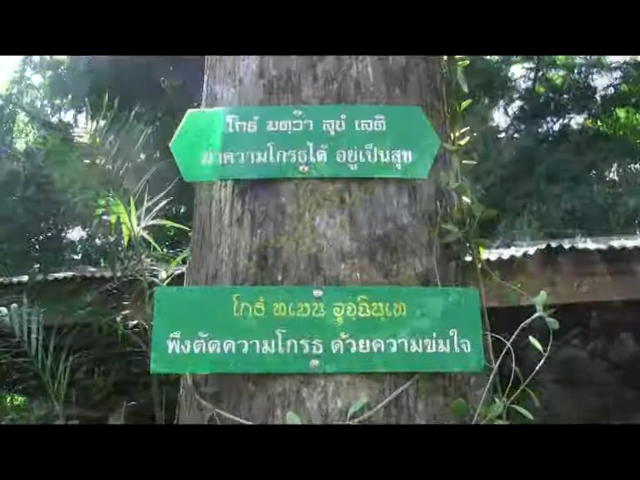 โกธํ ฆตฺวา สุขํ เสติ
ฆ่าความโกรธได้ อยู่เป็นสุข
โกธํ ทเมน อุจฺฉินฺเท
พึงตัดความโกรธ ด้วยความข่มใจ